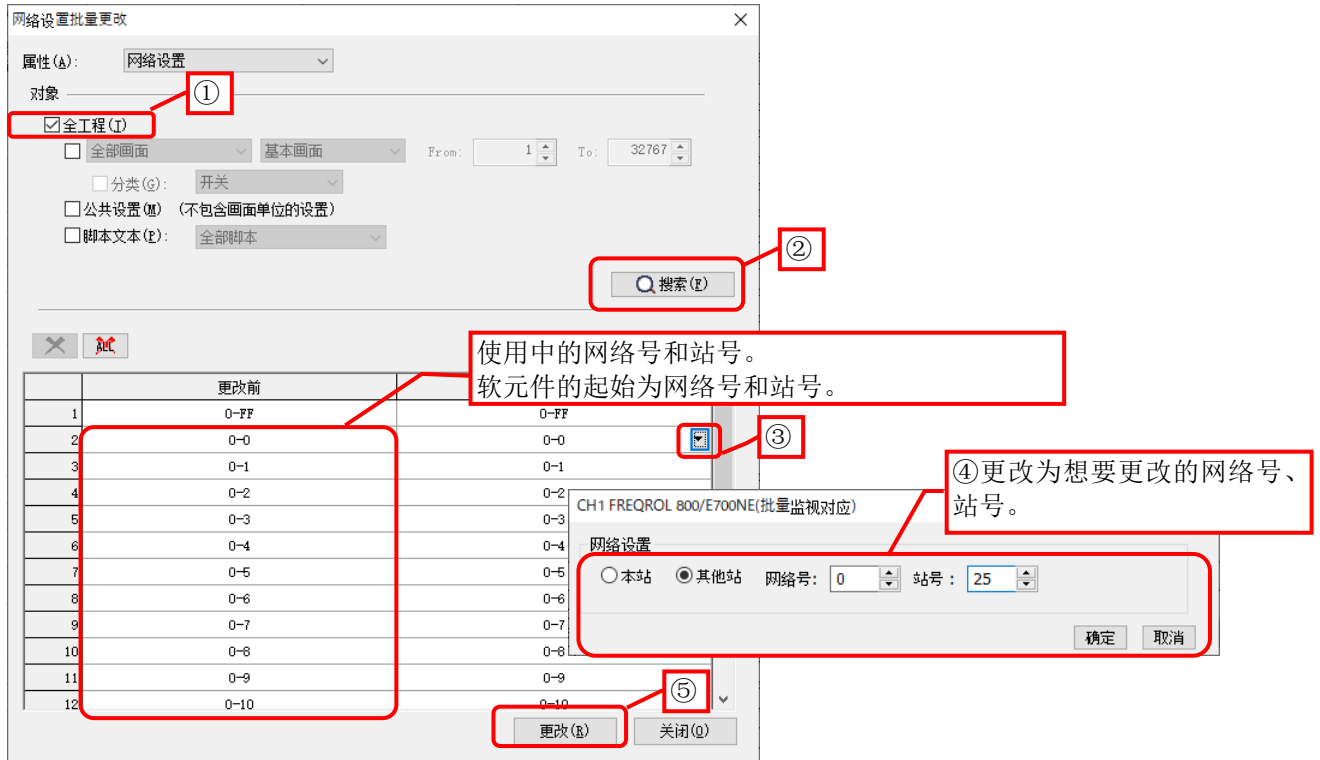 网络设置批量更改
属性(A): 网络设置
对象
①
全工程(I)
全部画面 基本画面 From: 1 To: 32767
分类(G): 开关
公共设置(M) (不包含画面单位的设置)
脚本文本(P): 全部脚本
②
搜索(F)
ALL
使用中的网络号和站号。
软元件的起始为网络号和站号。
更改前
1 0-FF 0-FF
2 0-0 0-0
③
3 0-1 0-1
4 0-2 0-2
5 0-3 0-3
6 0-4 0-4
7 0-5 0-5
8 0-6 0-6
9 0-7 0-7
10 0-8 0-8
11 0-9 0-9
12 0-10 0-10
④更改为想要更改的网络号、
站号。
CH1 FREQROL 800/E700NE(批量监视对应)
网络设置
本站 其他站 网络号: 0 站号: 25
确定 取消
⑤
更改(R) 关闭(O)